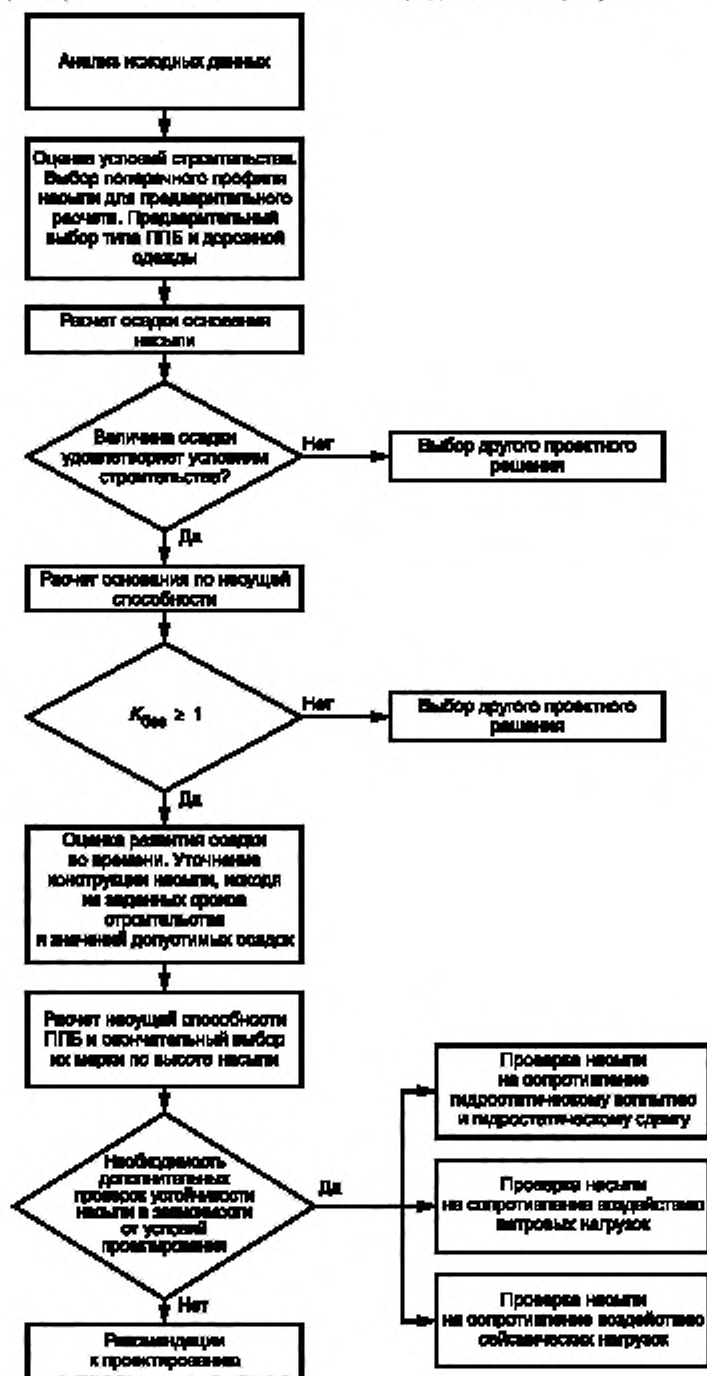 Анализ исходных данных
Оценка условий строительства.
Выбор поперечного профиля
насыпи для предварительного
расчета. Предварительный
выбор типа ППБ и дорожной
одежды
Расчет осадки основания
насыпи
Величина осадки
удовлетворяет условиям
строительства?
Нет
Выбор другого проектного
решения
Да
Расчет основания по несущей
способности
Kбез ≥ 1
Нет
Выбор другого проектного
решения
Да
Оценка развития осадки
во времени. Уточнение
конструкции насыпи, исходя
из заданных сроков
строительства
и значений допустимых осадок
Расчет несущей способности
ППБ и окончательный выбор
их марки по высоте насыпи
Необходимость
дополнительных
проверок устойчивости
насыпи в зависимости
от условий
проектирования
Да
Проверка насыпи
на сопротивление
гидростатическому всплытию
и гидростатическому сдвигу
Проверка насыпи
на сопротивление воздействию
ветровых нагрузок
Проверка насыпи
на сопротивление воздействию
сейсмических нагрузок
Нет
Рекомендации
к проектированию